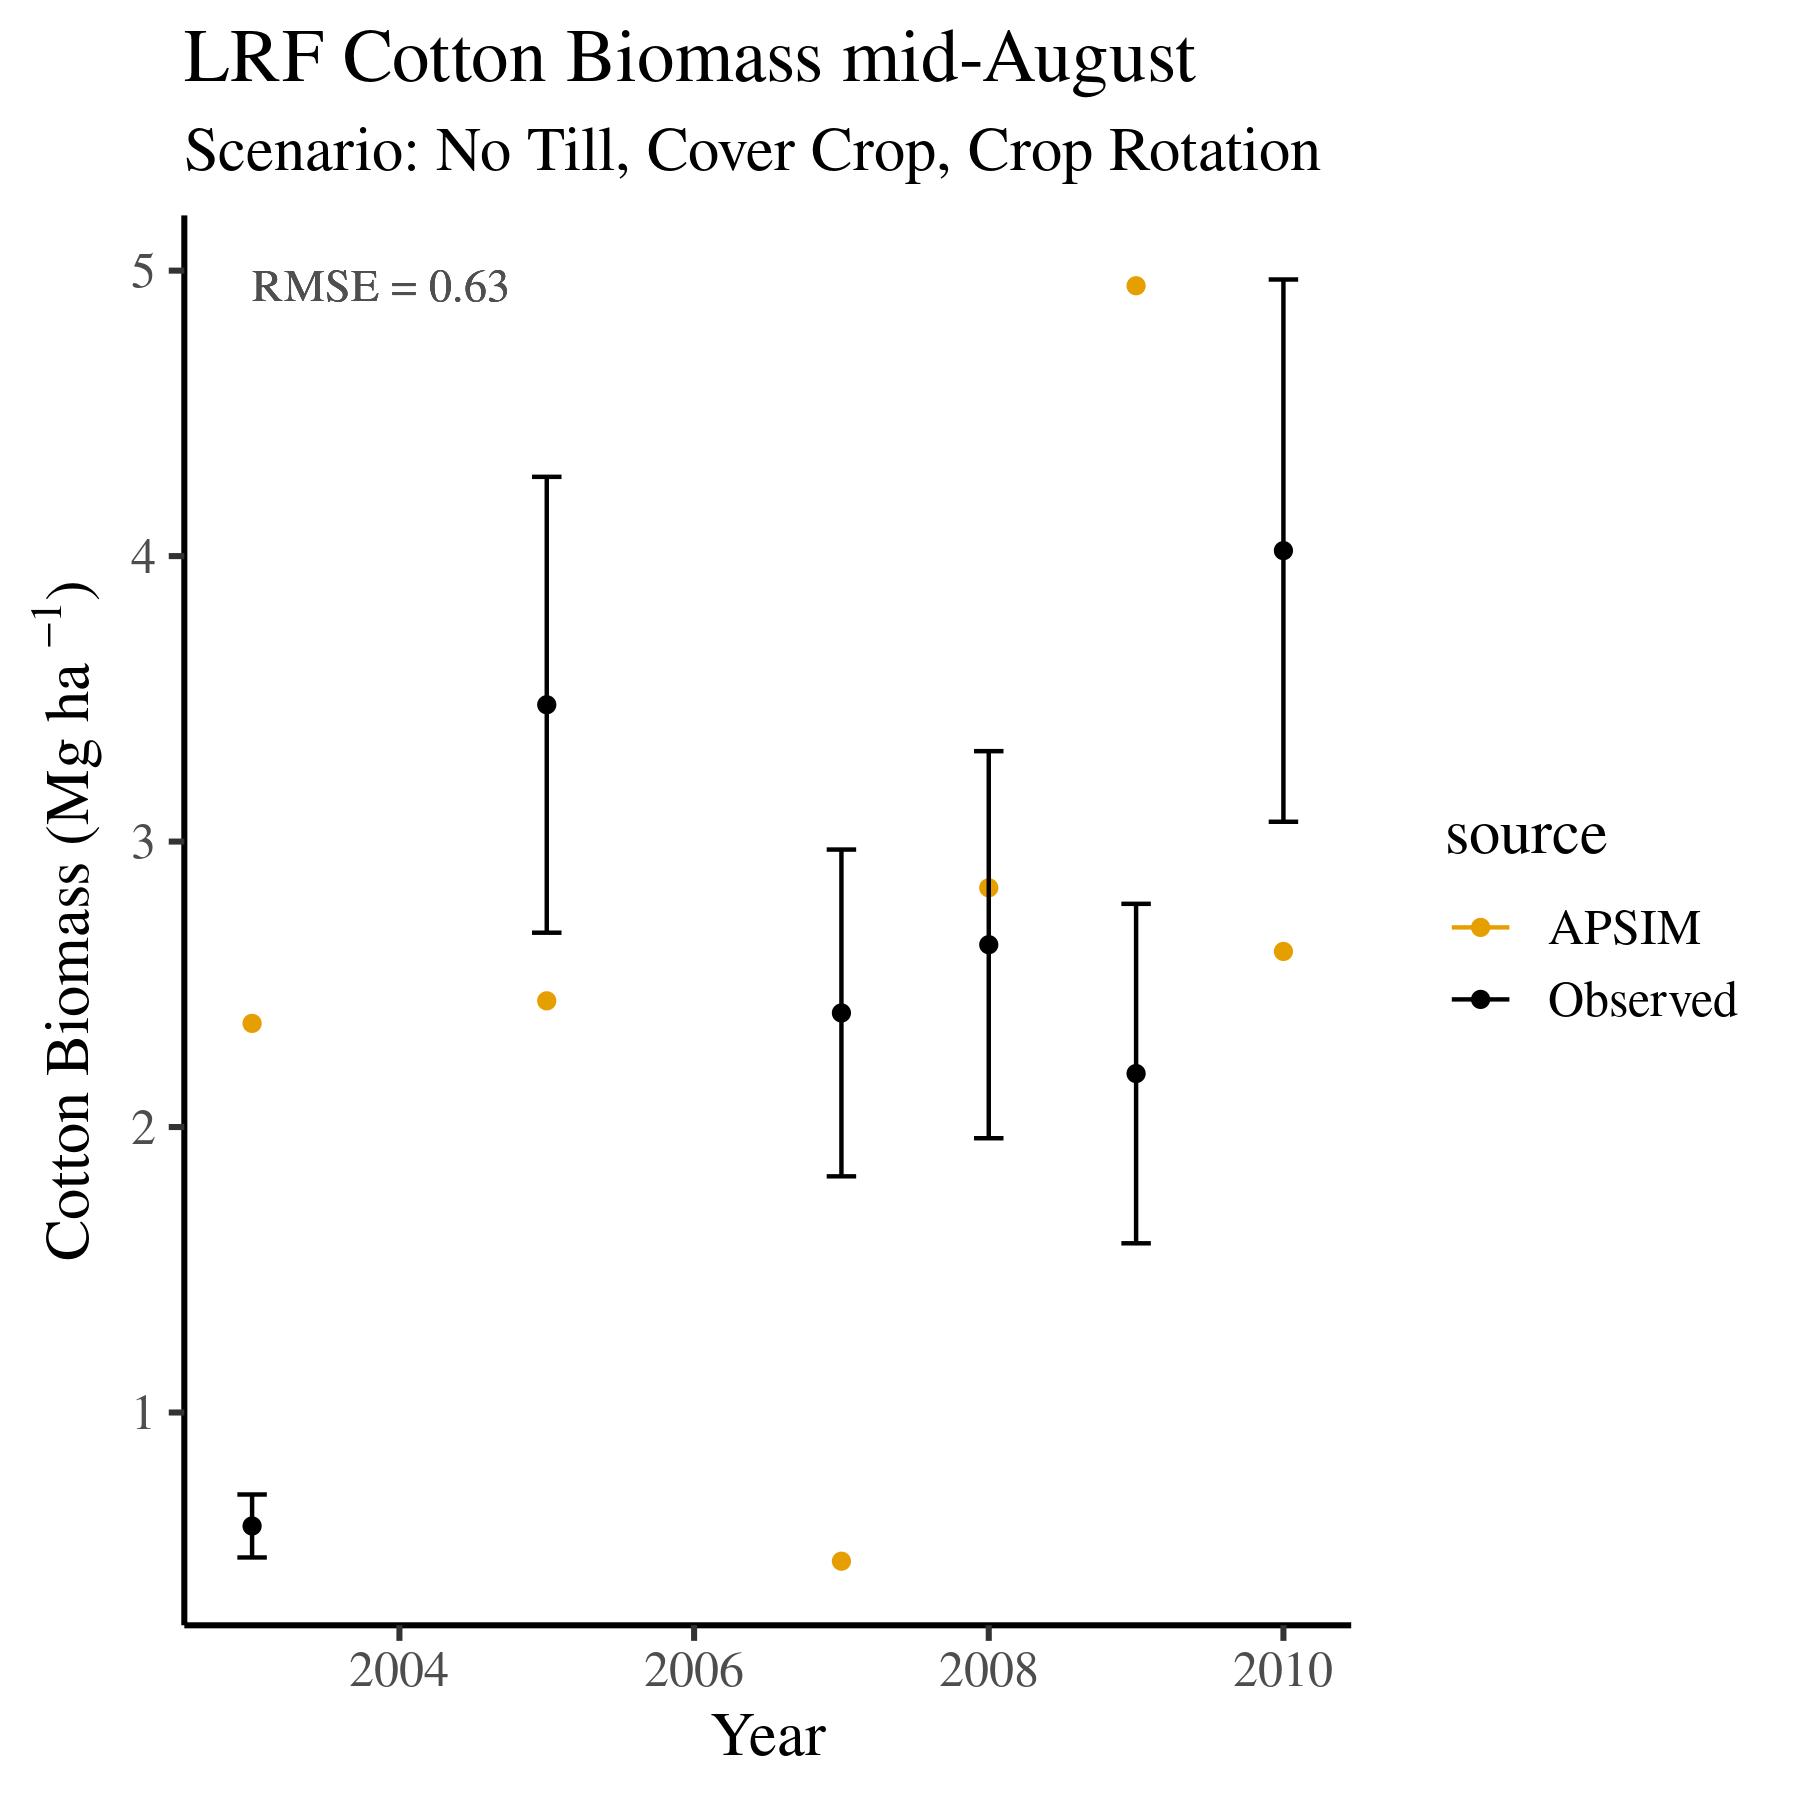 LRF Cotton Biomass mid-August
Scenario: No Till, Cover Crop, Crop Rotation
RMSE = 0.63
5
4
3
2
1
Cotton Biomass (Mg ha ⁻¹)
2004 2006 2008 2010
Year
source
APSIM
Observed